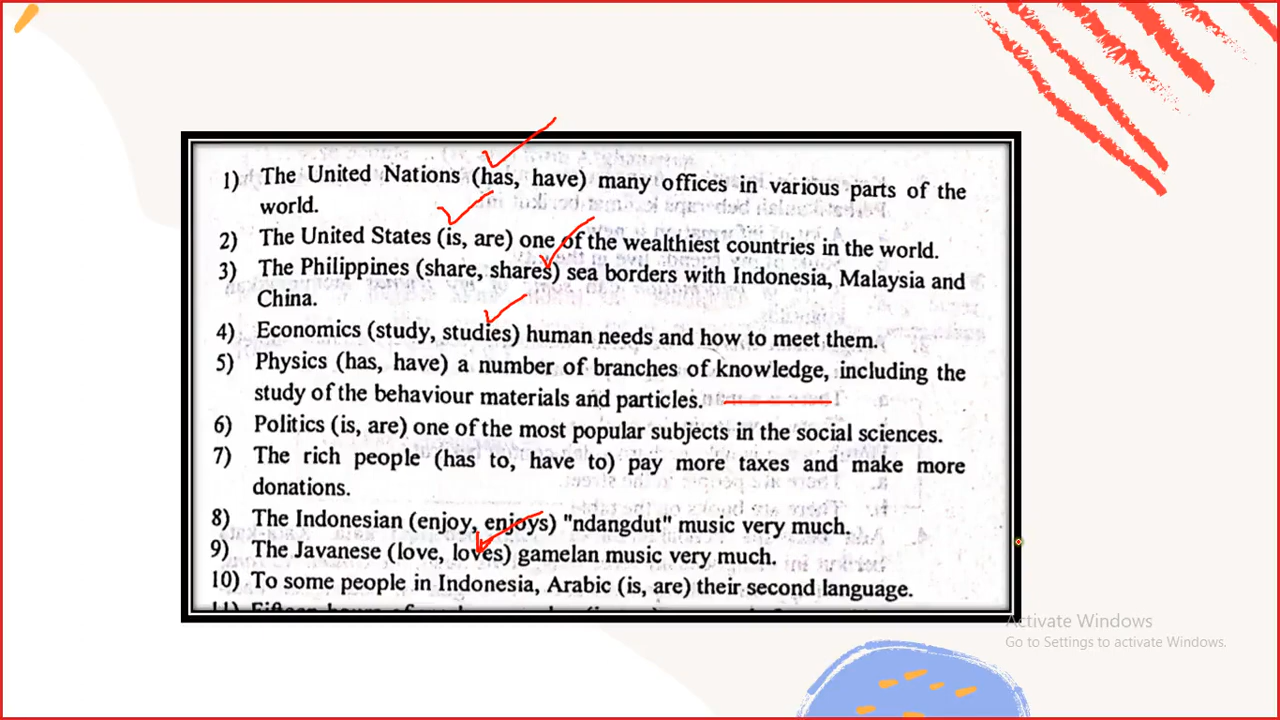 1) The United Nations (has, have) many offices in various parts of the
world.
2) The United States (is, are) one of the wealthiest countries in the world.
3) The Philippines (share, shares) sea borders with Indonesia, Malaysia and
China.
4) Economics (study, studies) human needs and how to meet them.
5) Physics (has, have) a number of branches of knowledge, including the
study of the behaviour materials and particles.
6) Politics (is, are) one of the most popular subjects in the social sciences.
7) The rich people (has to, have to) pay more taxes and make more
donations.
8) The Indonesian (enjoy, enjoys) "ndangdut" music very much.
9) The Javanese (love, loves) gamelan music very much.
10) To some people in Indonesia, Arabic (is, are) their second language.
Activate Windows
Go to Settings to activate Windows.